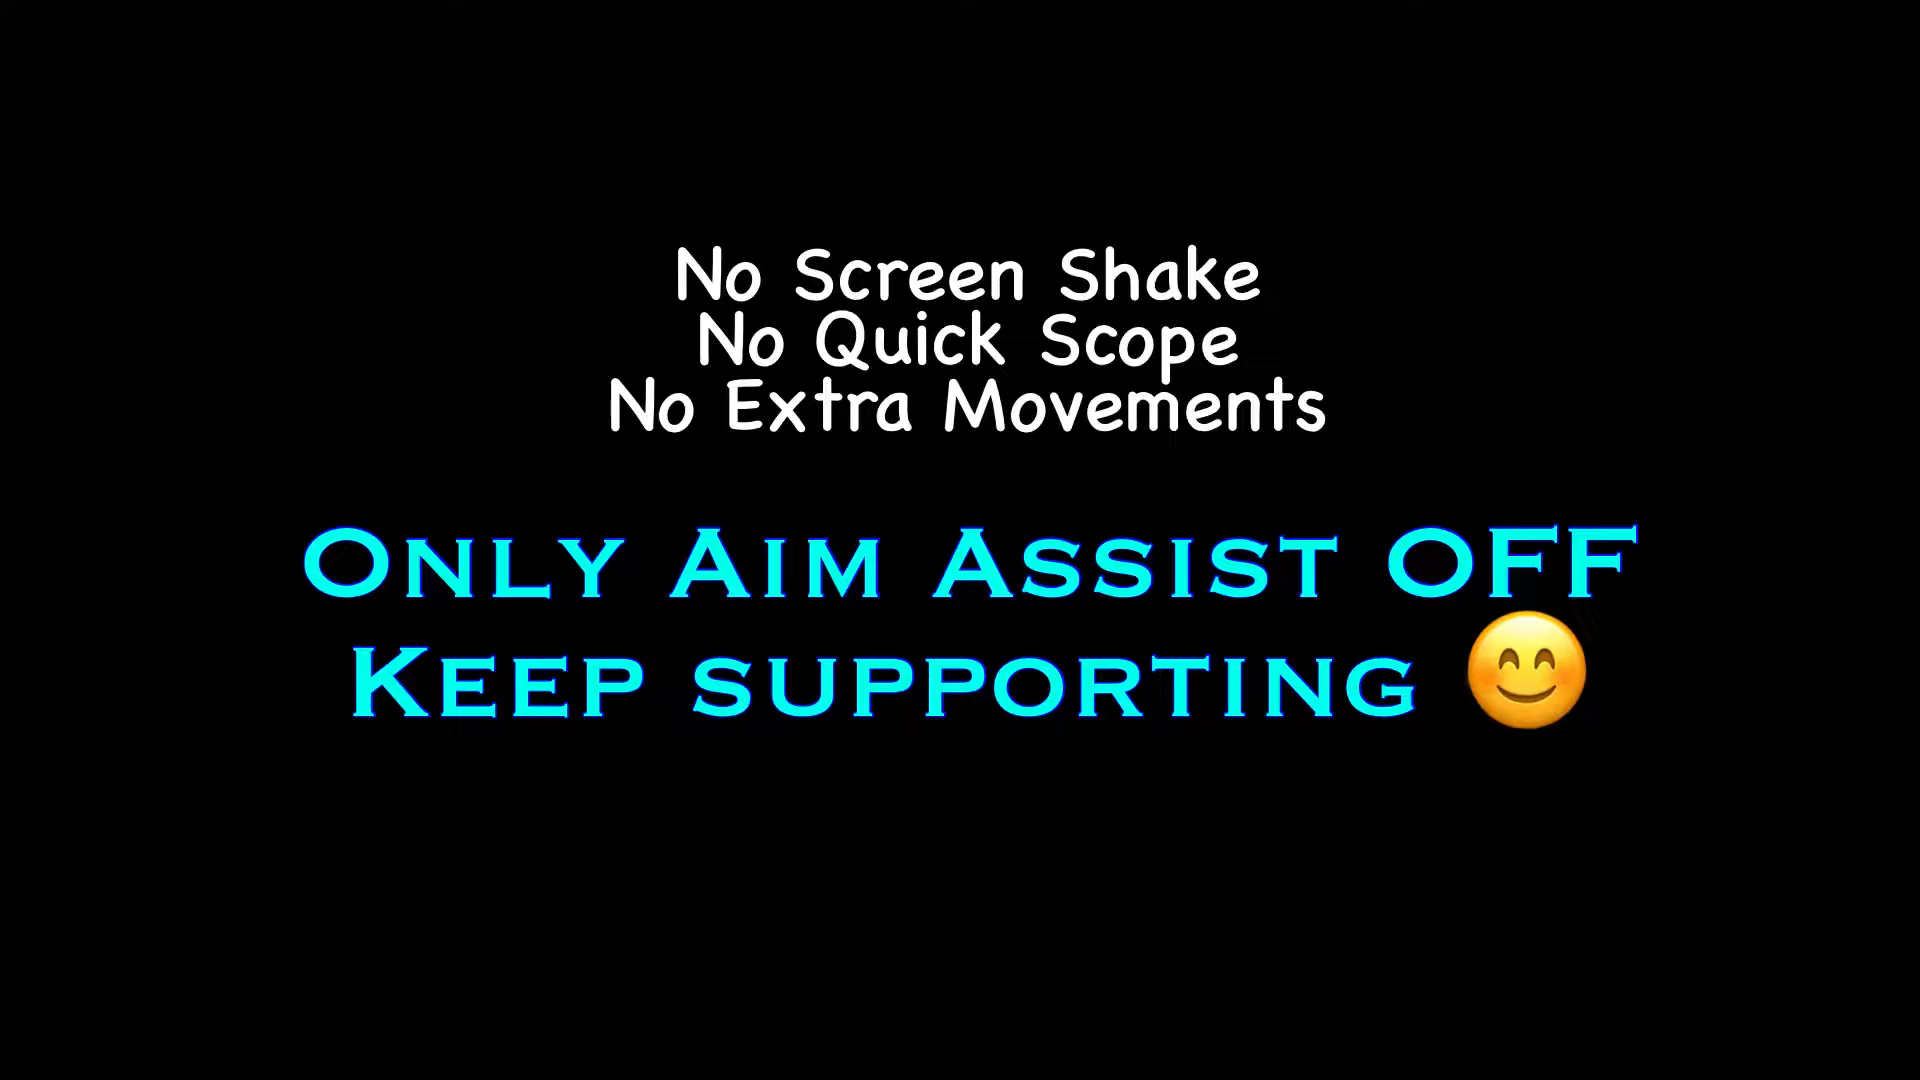 No Screen Shake
No Quick Scope
No Extra Movements
Only Aim Assist OFF
Keep supporting 😊